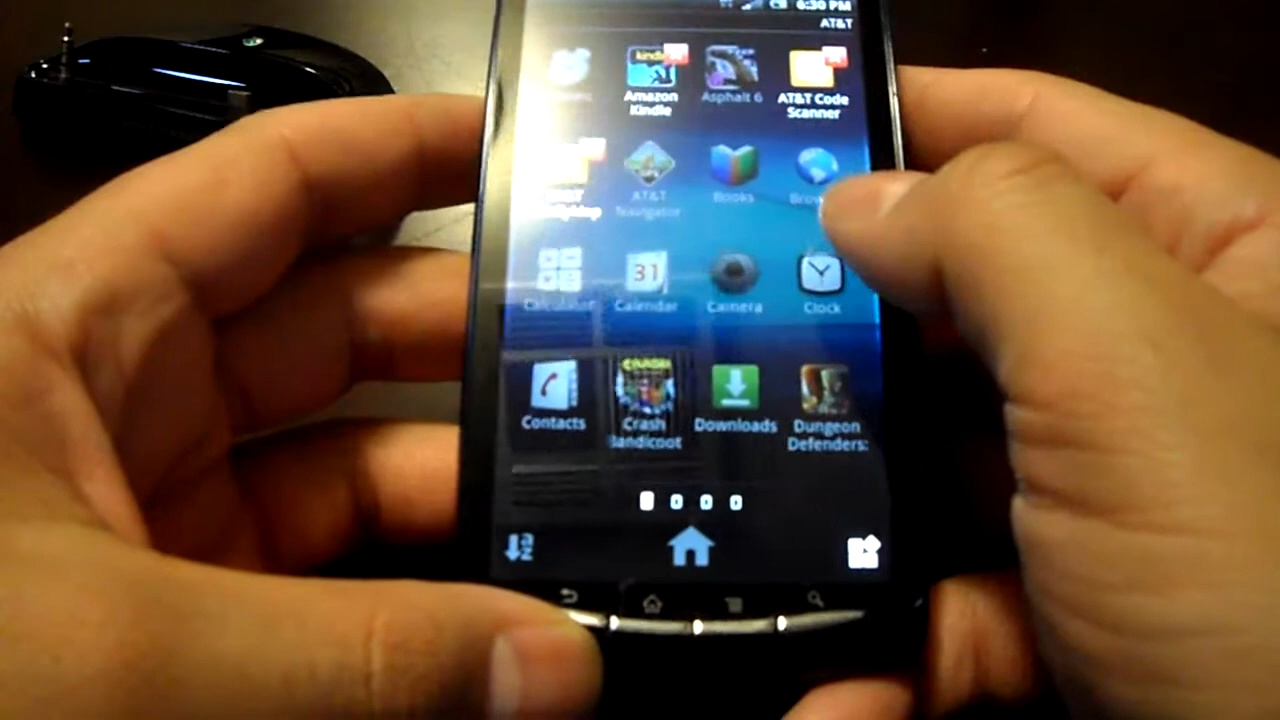 6:30 PM
AT&T
kindle
Amazon
Kindle
Asphalt 6
AT&T Code
Scanner
AT&T
Navigator
Books
Calculator
31
Calendar
Camera
Clock
Contacts
CRASH
Crash
Bandicoot
Downloads
Dungeon
Defenders: